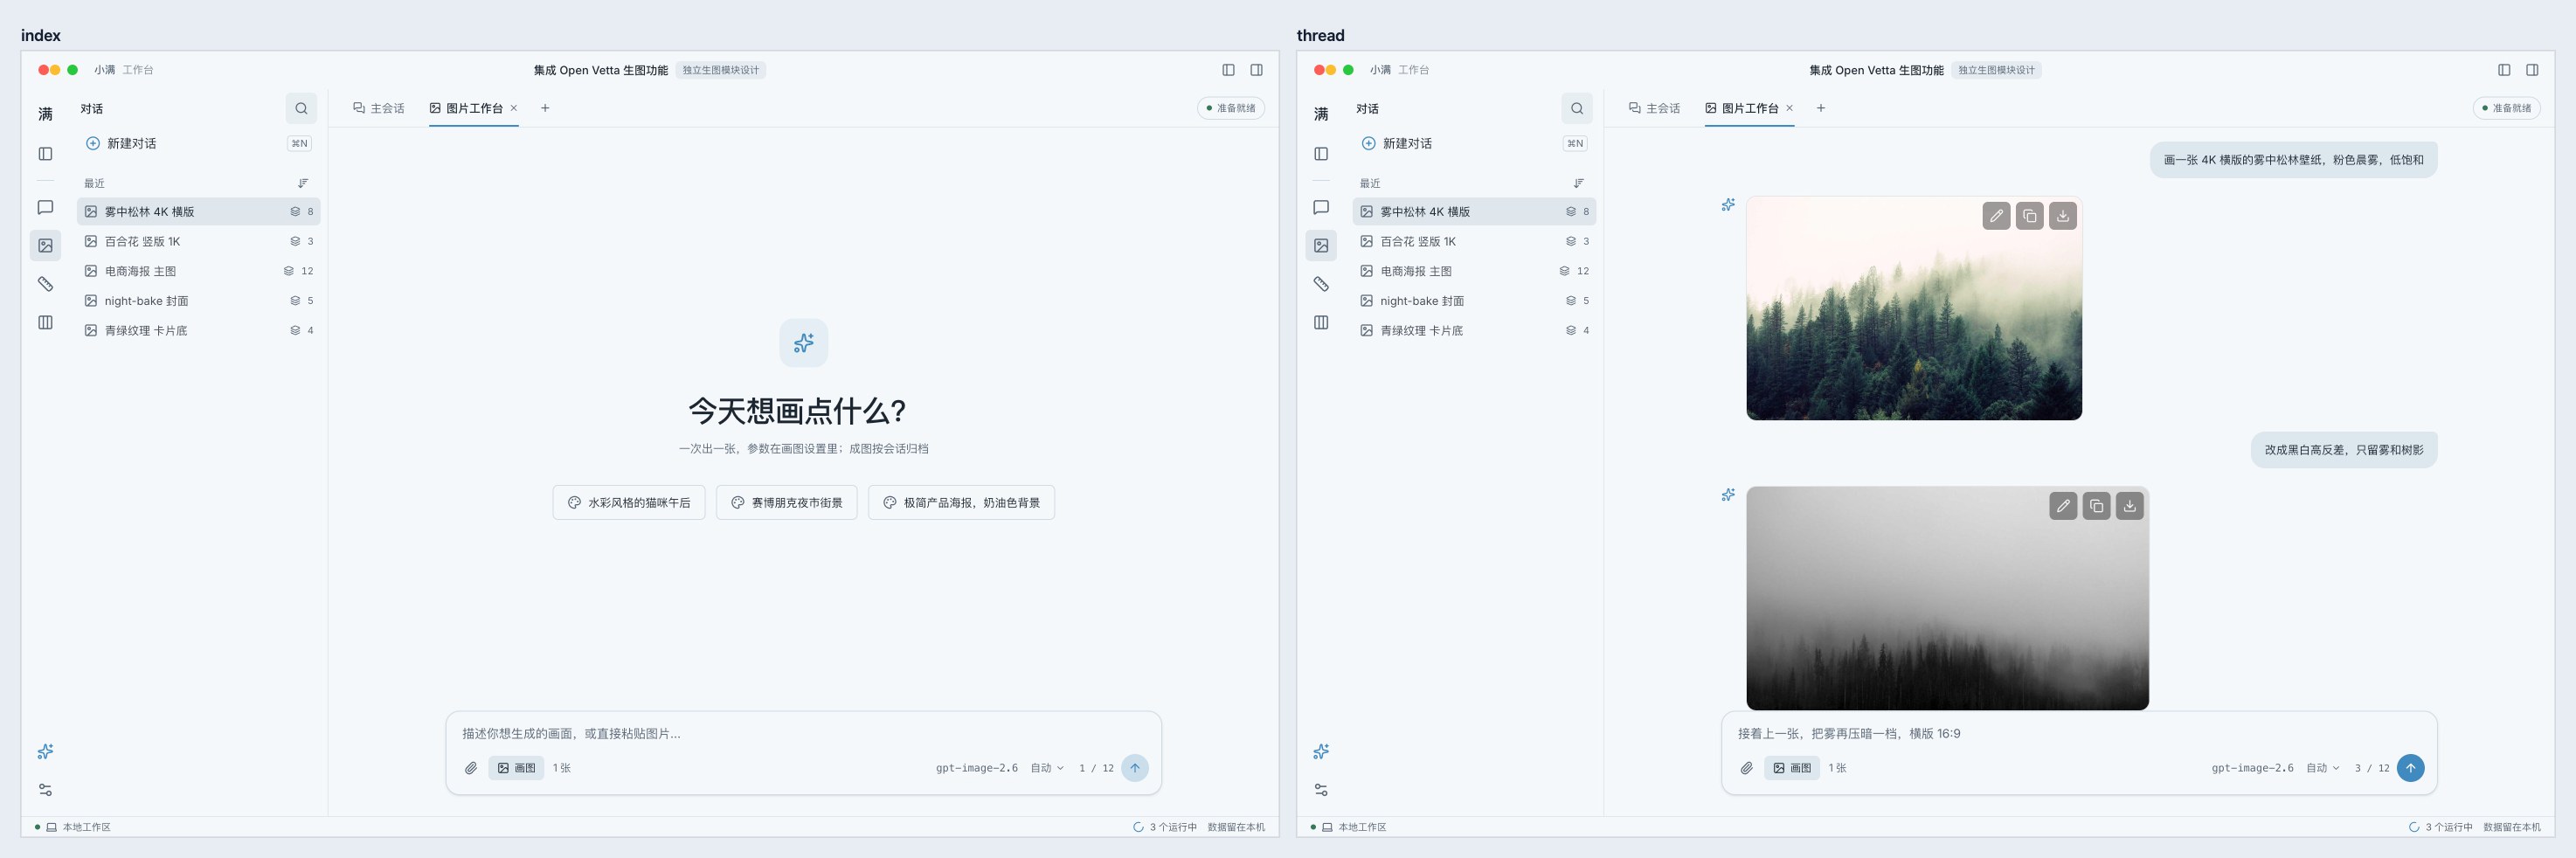 index
小满 工作台
集成 Open Vetta 生图功能 独立生图模块设计
满
对话
新建对话 ⌘N
最近
雾中松林 4K 横版 8
百合花 竖版 1K 3
电商海报 主图 12
night-bake 封面 5
青绿纹理 卡片底 4
主会话 图片工作台 × +
准备就绪
今天想画点什么?
一次出一张，参数在画图设置里；成图按会话归档
水彩风格的猫咪午后 赛博朋克夜市街景 极简产品海报，奶油色背景
描述你想生成的画面，或直接粘贴图片...
画图 1 张 gpt-image-2.6 自动 1 / 12
本地工作区 3 个运行中 数据留在本机
thread
小满 工作台
集成 Open Vetta 生图功能 独立生图模块设计
满
对话
新建对话 ⌘N
最近
雾中松林 4K 横版 8
百合花 竖版 1K 3
电商海报 主图 12
night-bake 封面 5
青绿纹理 卡片底 4
主会话 图片工作台 × +
准备就绪
画一张 4K 横版的雾中松林壁纸，粉色晨雾，低饱和
改成黑白高反差，只留雾和树影
接着上一张，把雾再压暗一档，横版 16:9
画图 1 张 gpt-image-2.6 自动 3 / 12
本地工作区 3 个运行中 数据留在本机